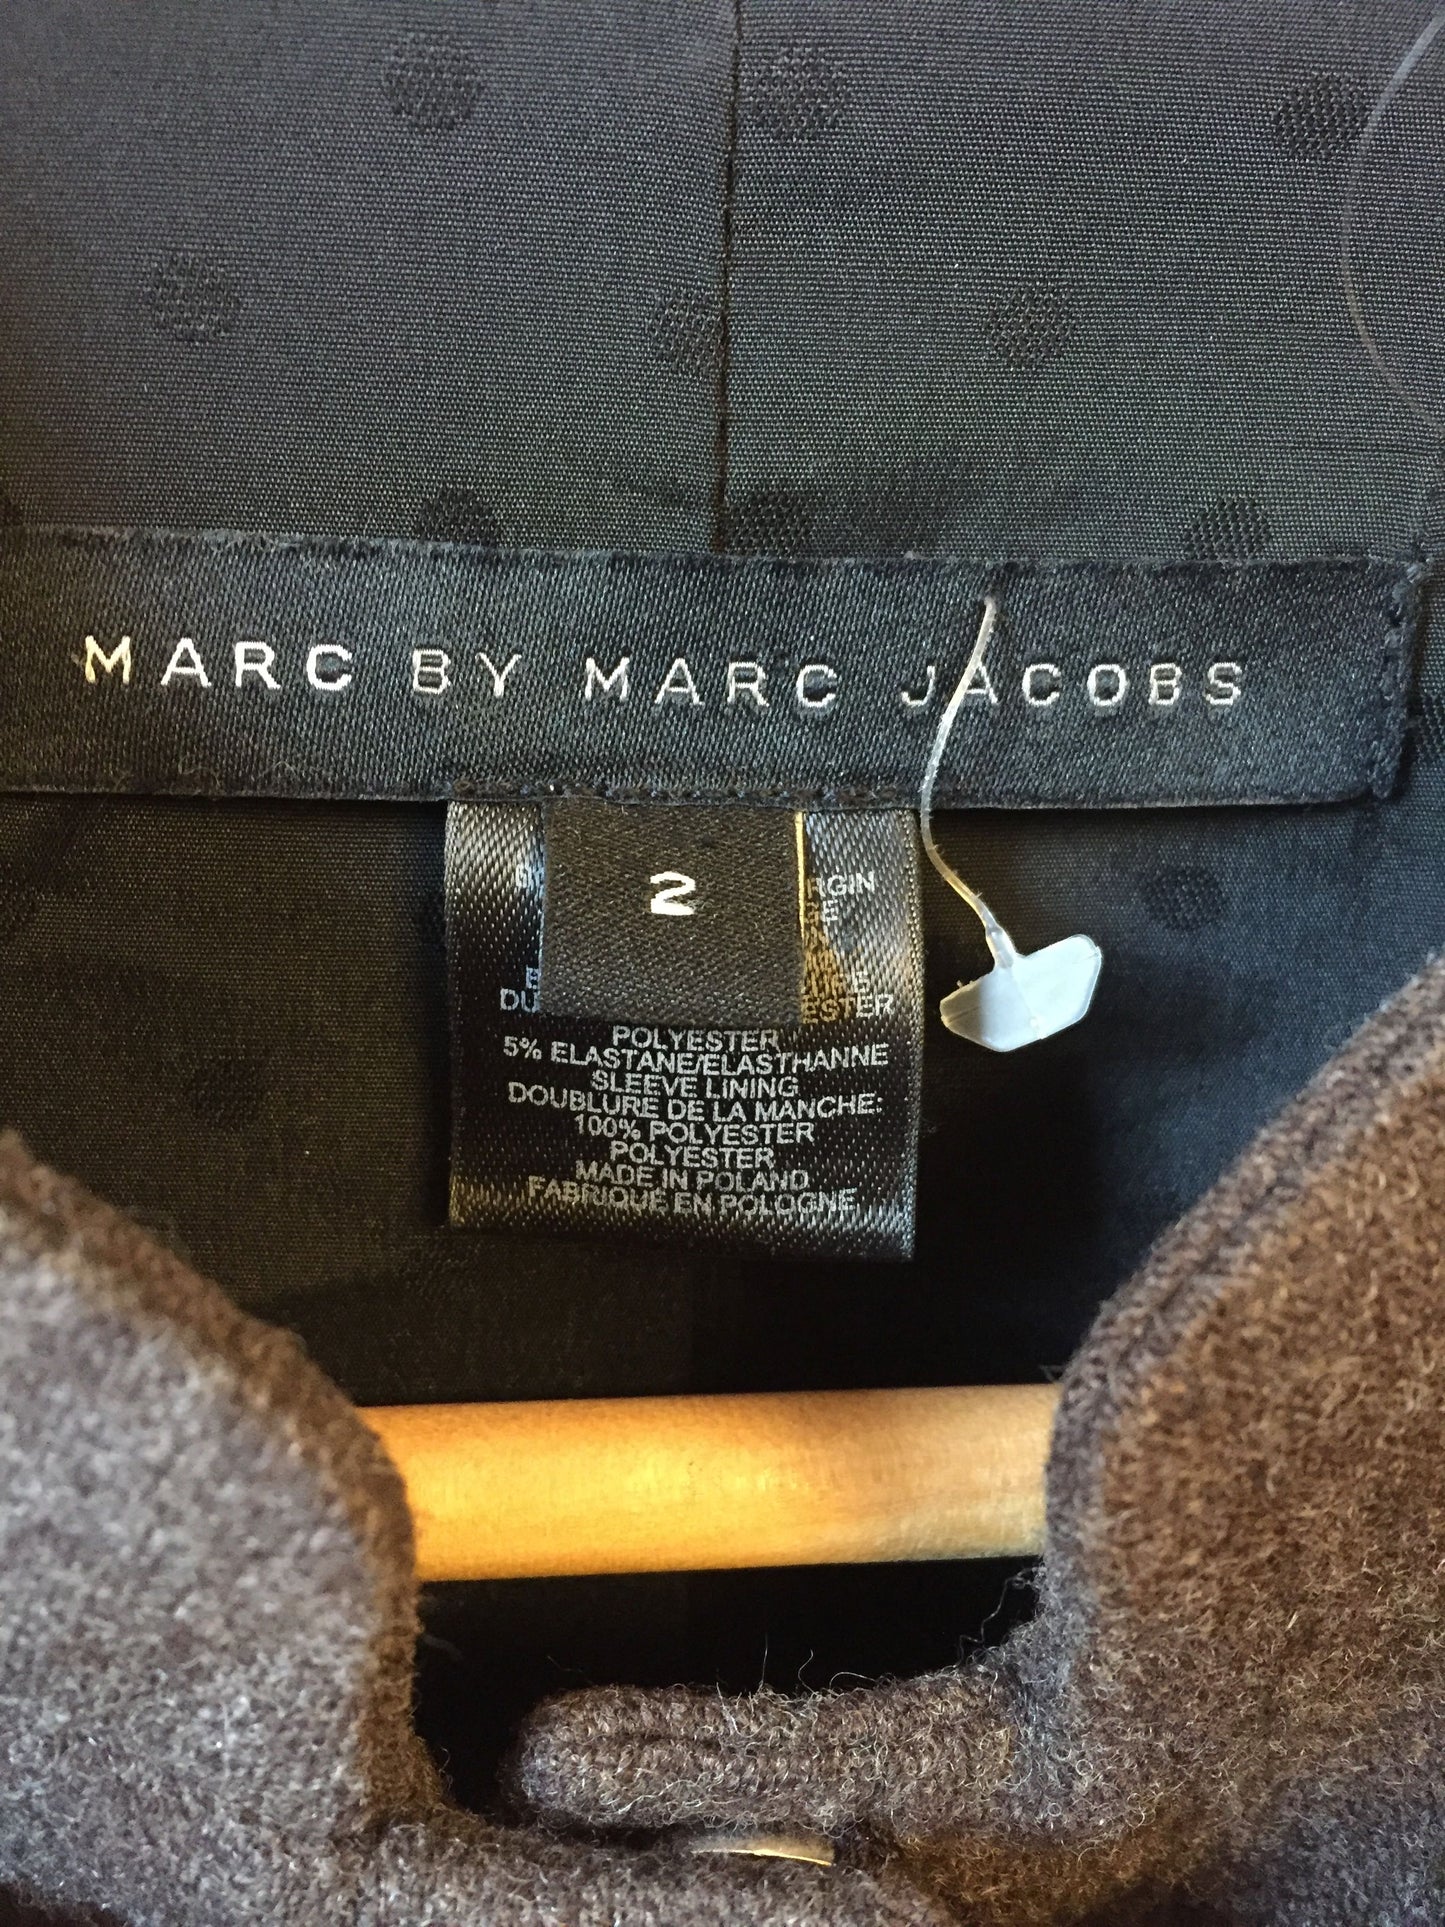 MARC BY MARC JACOBS
2
POLYESTER
5% ELASTANE/ELASTHANNE
SLEEVE LINING
DOUBLURE DE LA MANCHE:
100% POLYESTER
POLYESTER
MADE IN POLAND
FABRIQUÉ EN POLOGNE